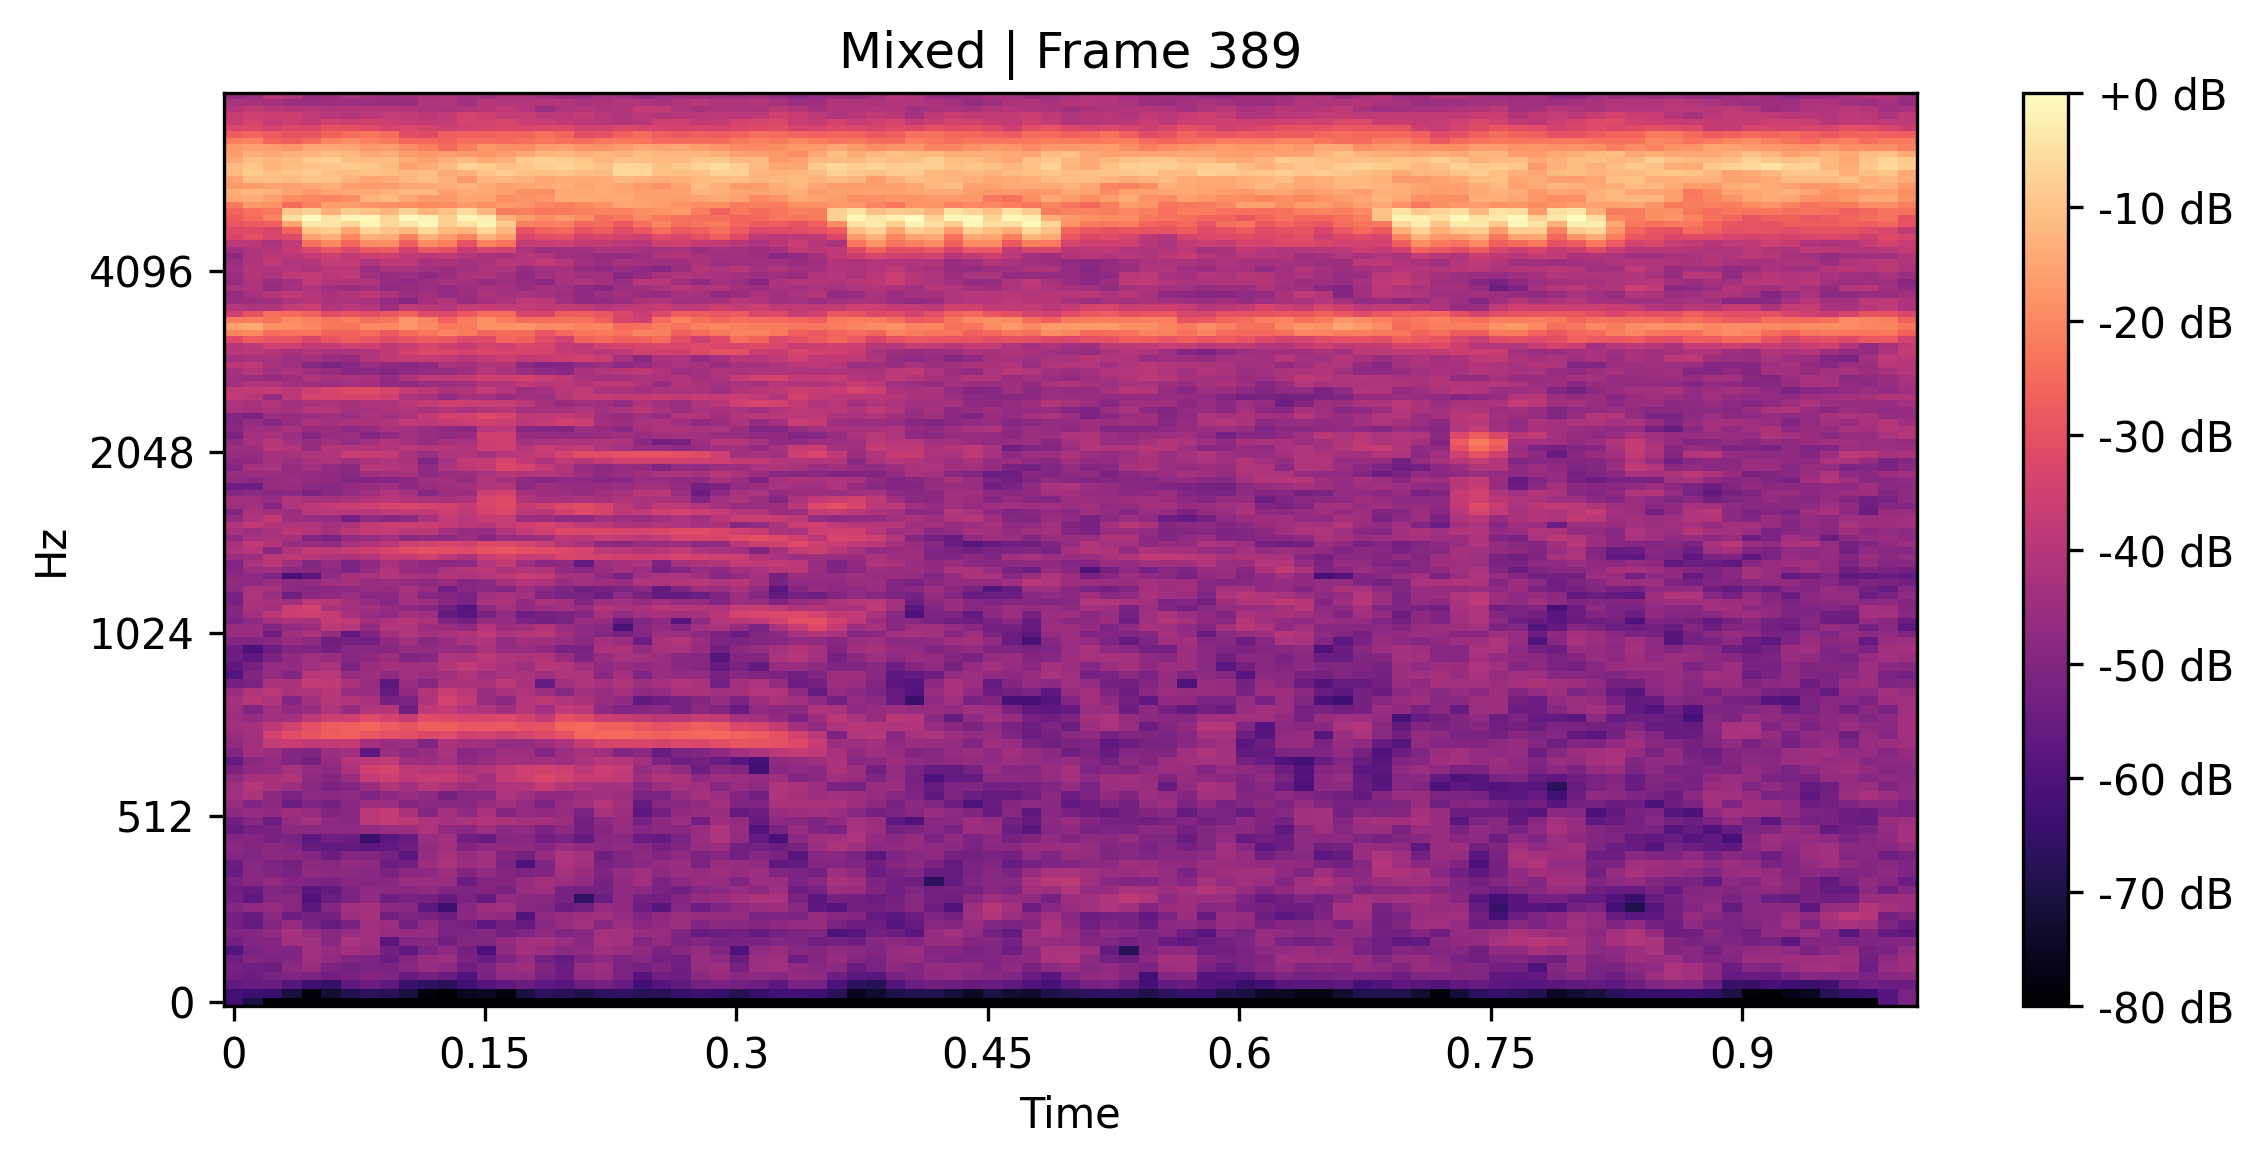 Mixed | Frame 389
+0 dB
-10 dB
-20 dB
-30 dB
-40 dB
-50 dB
-60 dB
-70 dB
-80 dB
Hz
4096
2048
1024
512
0
0 0.15 0.3 0.45 0.6 0.75 0.9
Time